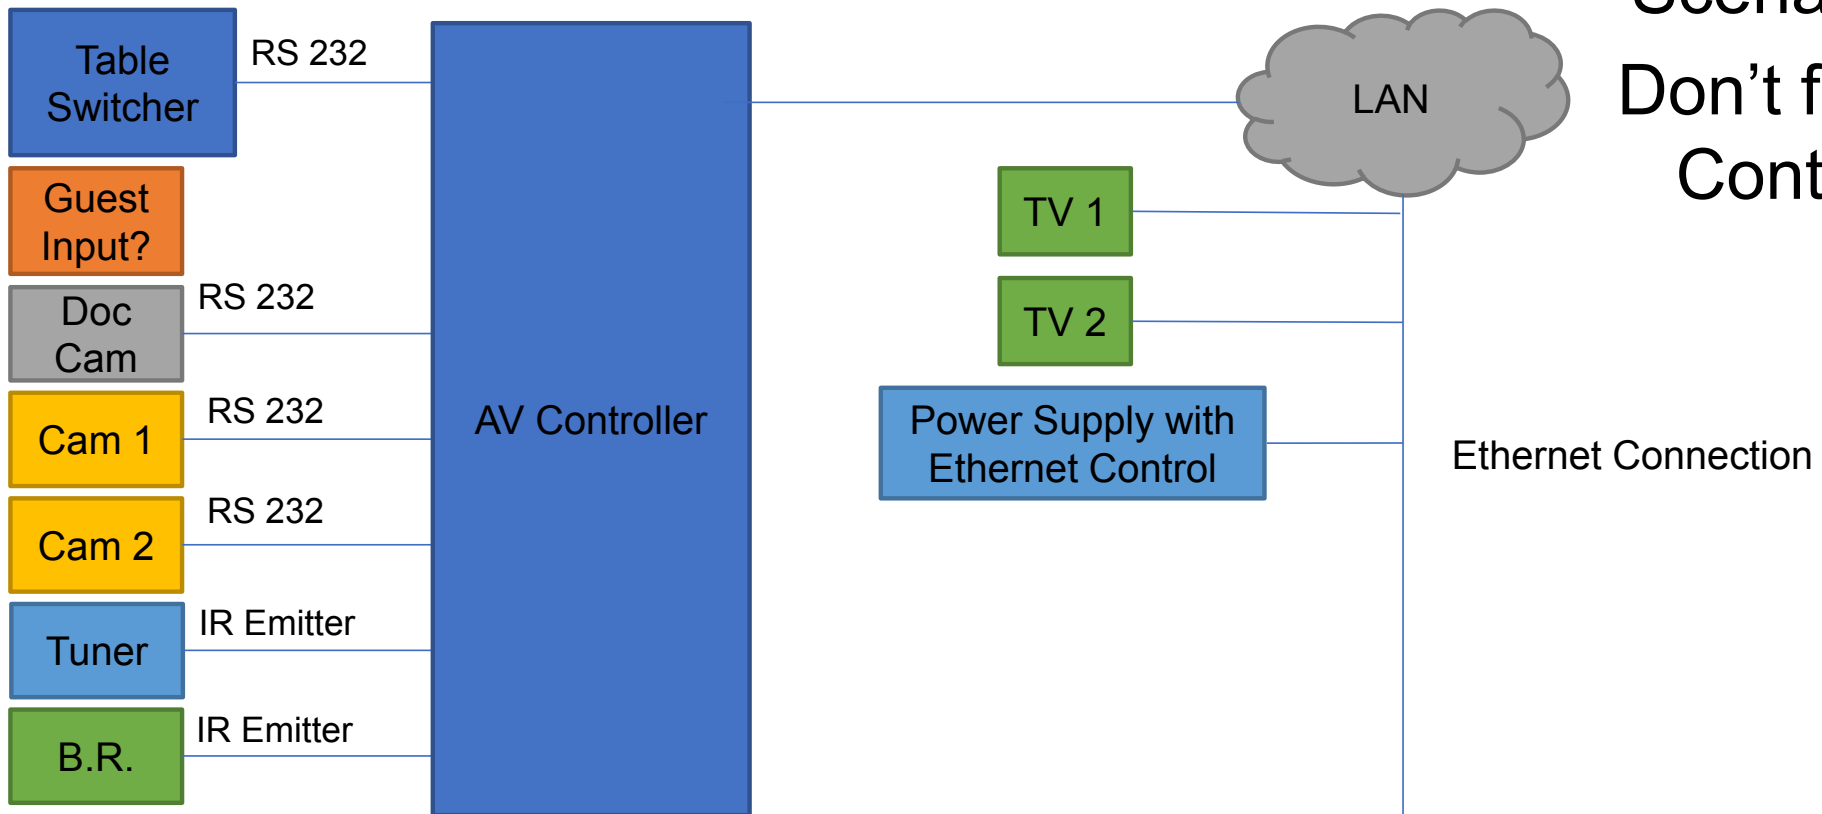 Table
Switcher
RS 232
Guest
Input?
Doc
Cam
RS 232
Cam 1
RS 232
Cam 2
RS 232
Tuner
IR Emitter
B.R.
IR Emitter
AV Controller
LAN
TV 1
TV 2
Power Supply with
Ethernet Control
Ethernet Connection
Don’t